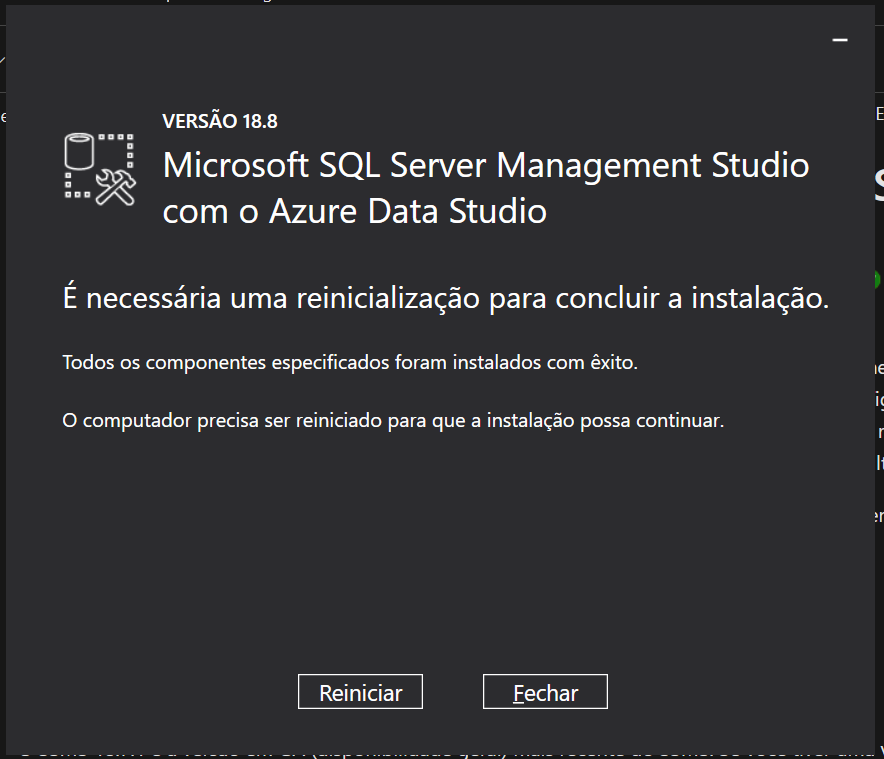 VERSÃO 18.8
Microsoft SQL Server Management Studio
com o Azure Data Studio
É necessária uma reinicialização para concluir a instalação.
Todos os componentes especificados foram instalados com êxito.
O computador precisa ser reiniciado para que a instalação possa continuar.
Reiniciar
Fechar